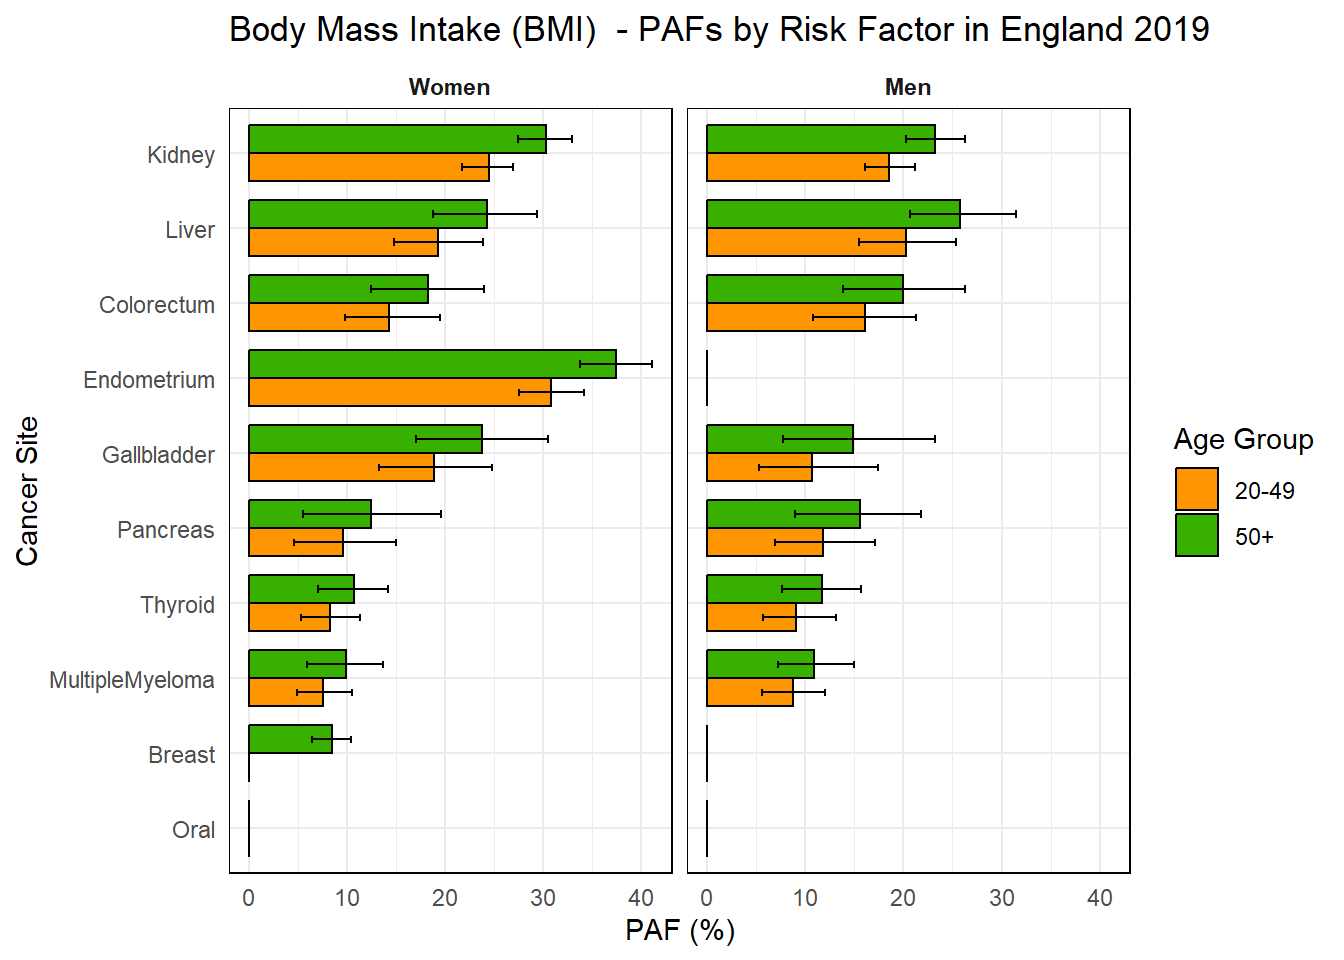 Body Mass Intake (BMI)  - PAFs by Risk Factor in England 2019
Women
Men
Cancer Site
Kidney
Liver
Colorectum
Endometrium
Gallbladder
Pancreas
Thyroid
MultipleMyeloma
Breast
Oral
0 10 20 30 40
0 10 20 30 40
PAF (%)
Age Group
20-49
50+